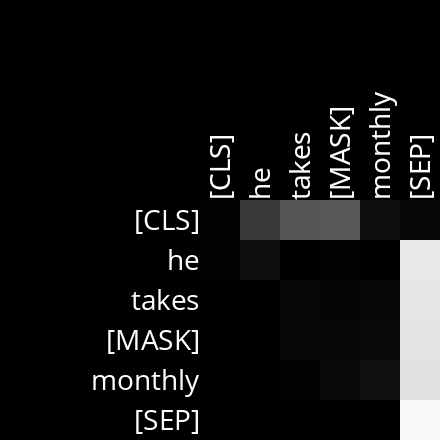 [CLS]
he
takes
[MASK]
monthly
[SEP]
[CLS]
he
takes
[MASK]
monthly
[SEP]